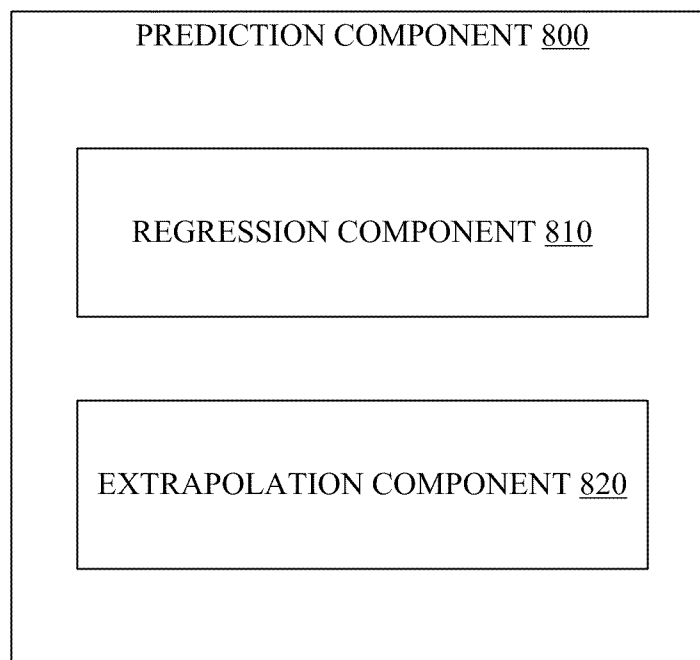 PREDICTION COMPONENT 800
REGRESSION COMPONENT 810
EXTRAPOLATION COMPONENT 820